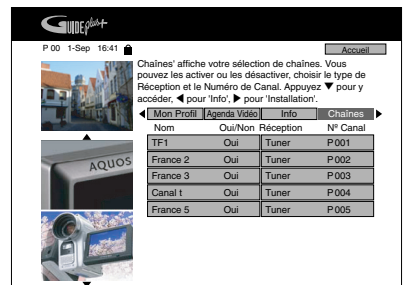 GUIDE plus+
P 00 1-Sep 16:41 Accueil
Chaînes' affiche votre sélection de chaînes. Vous
pouvez les activer ou les désactiver, choisir le type de
Réception et le Numéro de Canal. Appuyez ▼ pour y
accéder, ◀ pour 'Info', ▶ pour 'Installation'.
Mon Profil Agenda Vidéo Info Chaînes
Nom Oui/Non Réception Nº Canal
TF1 Oui Tuner P 001
France 2 Oui Tuner P 002
France 3 Oui Tuner P 003
Canal t Oui Tuner P 004
France 5 Oui Tuner P 005
AQUOS